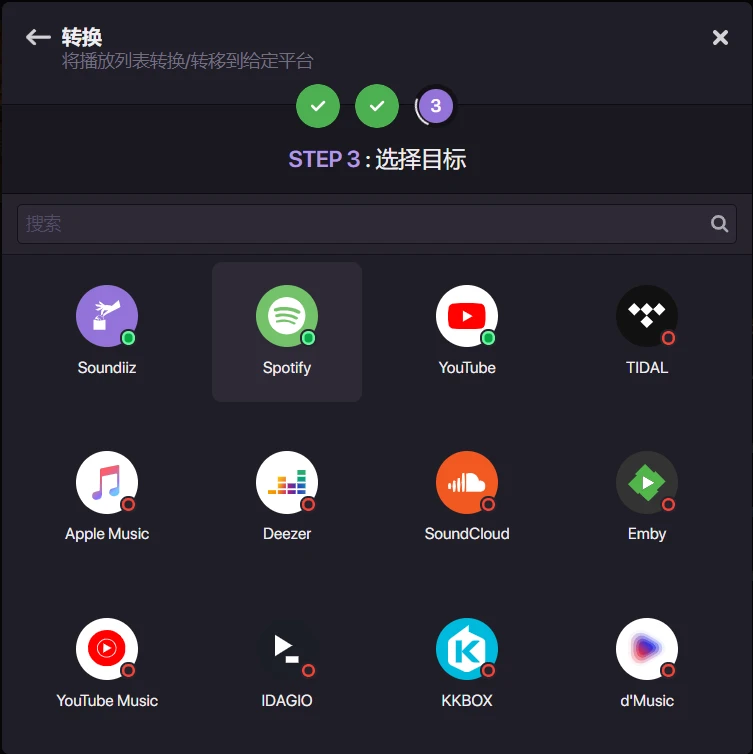 转换
将播放列表转换/转移到给定平台
3
STEP 3 : 选择目标
搜索
Soundiiz
Spotify
YouTube
TIDAL
Apple Music
Deezer
SoundCloud
Emby
YouTube Music
IDAGIO
KKBOX
d'Music